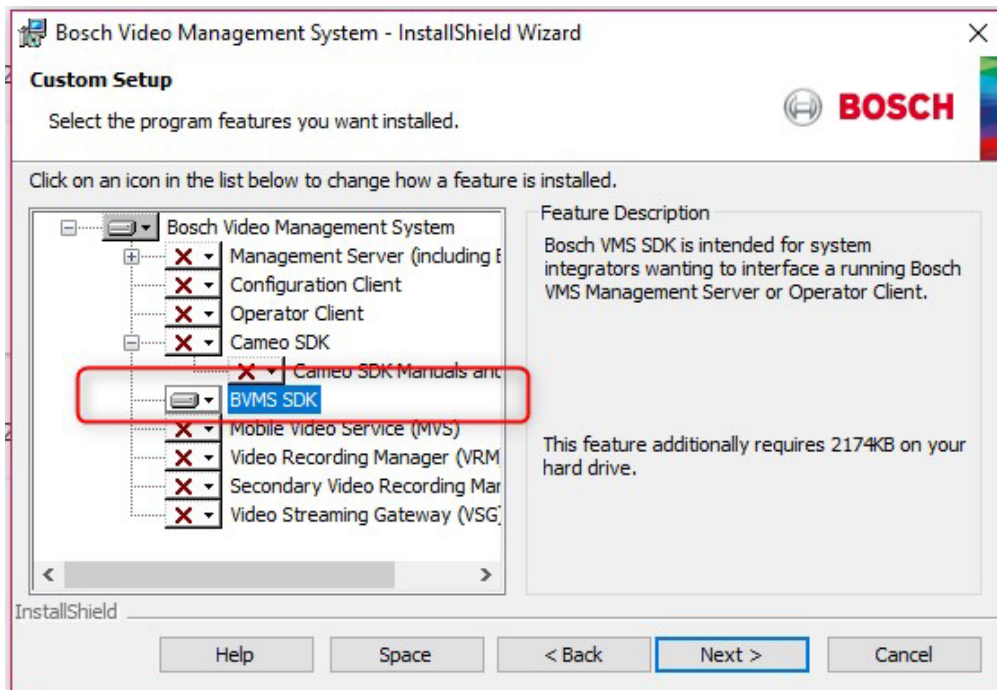 Bosch Video Management System - InstallShield Wizard
Custom Setup
Select the program features you want installed.
BOSCH
Click on an icon in the list below to change how a feature is installed.
Bosch Video Management System
Management Server (including
Configuration Client
Operator Client
Cameo SDK
Cameo SDK Manuals and
BVMS SDK
Mobile Video Service (MVS)
Video Recording Manager (VRM
Secondary Video Recording Mar
Video Streaming Gateway (VSG)
Feature Description
Bosch VMS SDK is intended for system
integrators wanting to interface a running Bosch
VMS Management Server or Operator Client.
This feature additionally requires 2174KB on your
hard drive.
InstallShield
Help
Space
< Back
Next >
Cancel